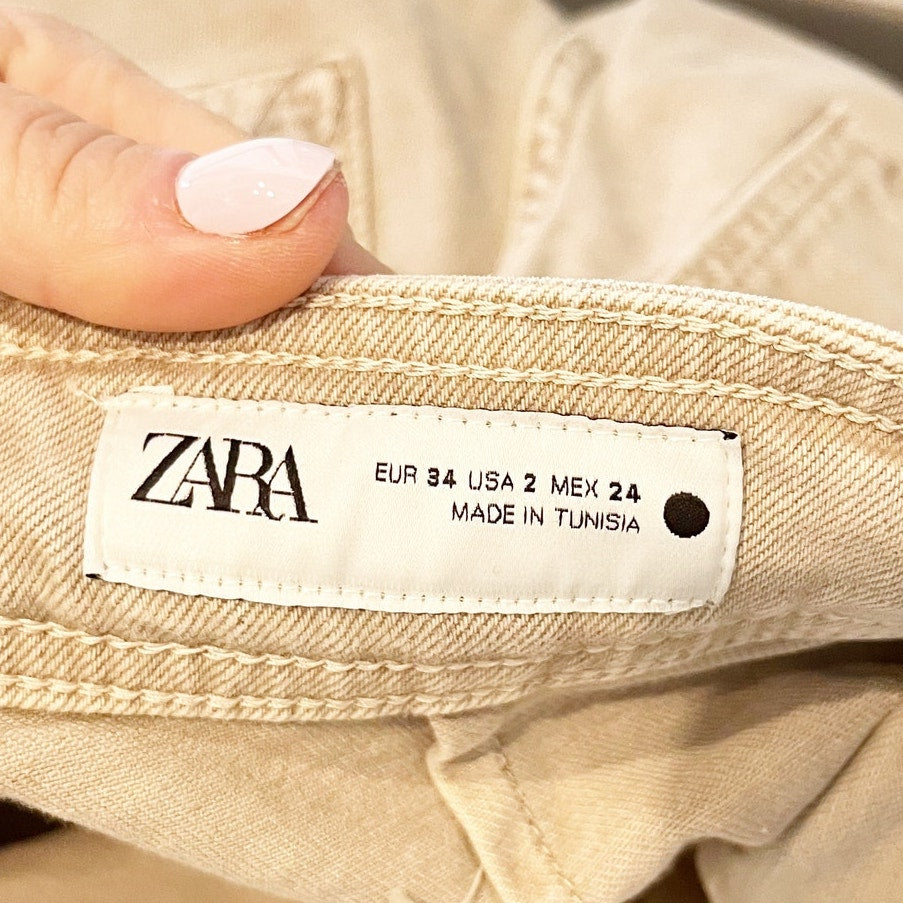 ZARA
EUR 34 USA 2 MEX 24
MADE IN TUNISIA